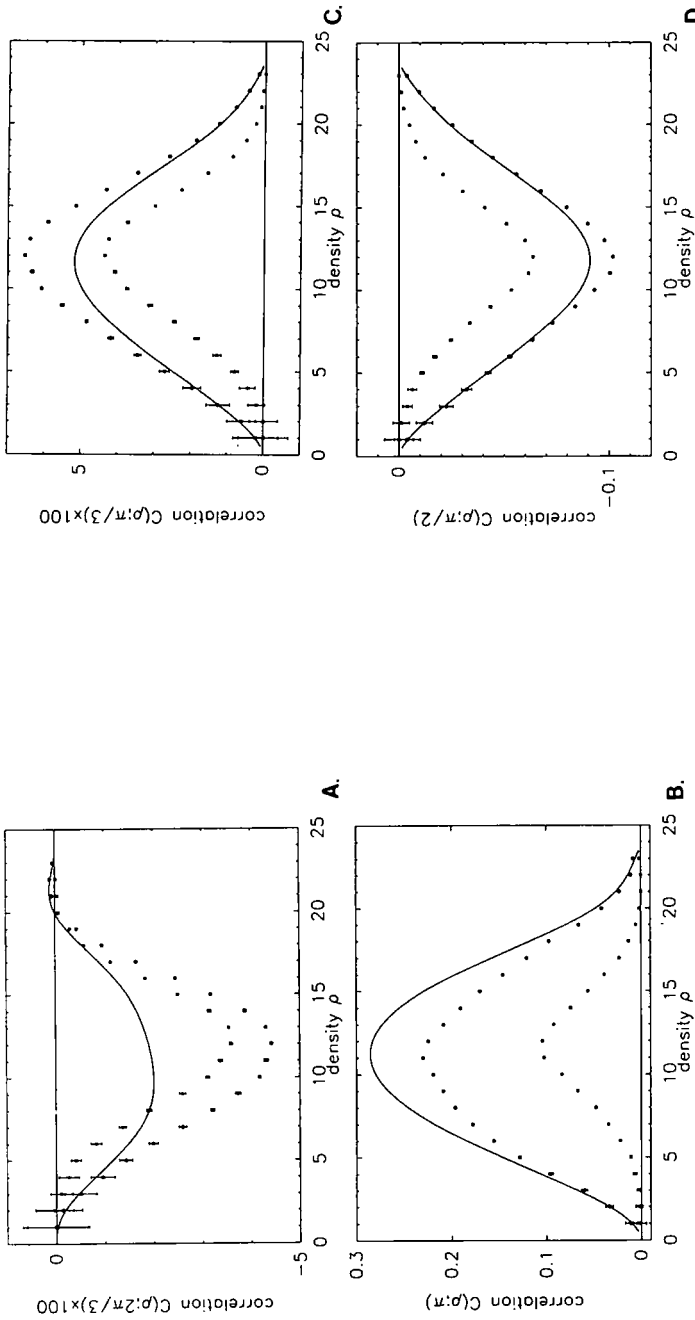 0
-5
correlation C(ρ;2π/3)x100
0 5 10 15 20 25
density ρ
A.
0.3
0.2
0.1
0
correlation C(ρ;π)
0 5 10 15 20 25
density ρ
B.
5
0
correlation C(ρ;π/3)x100
0 5 10 15 20 25
density ρ
C.
0
-0.1
correlation C(ρ;π/2)
0 5 10 15 20 25
density ρ
D.